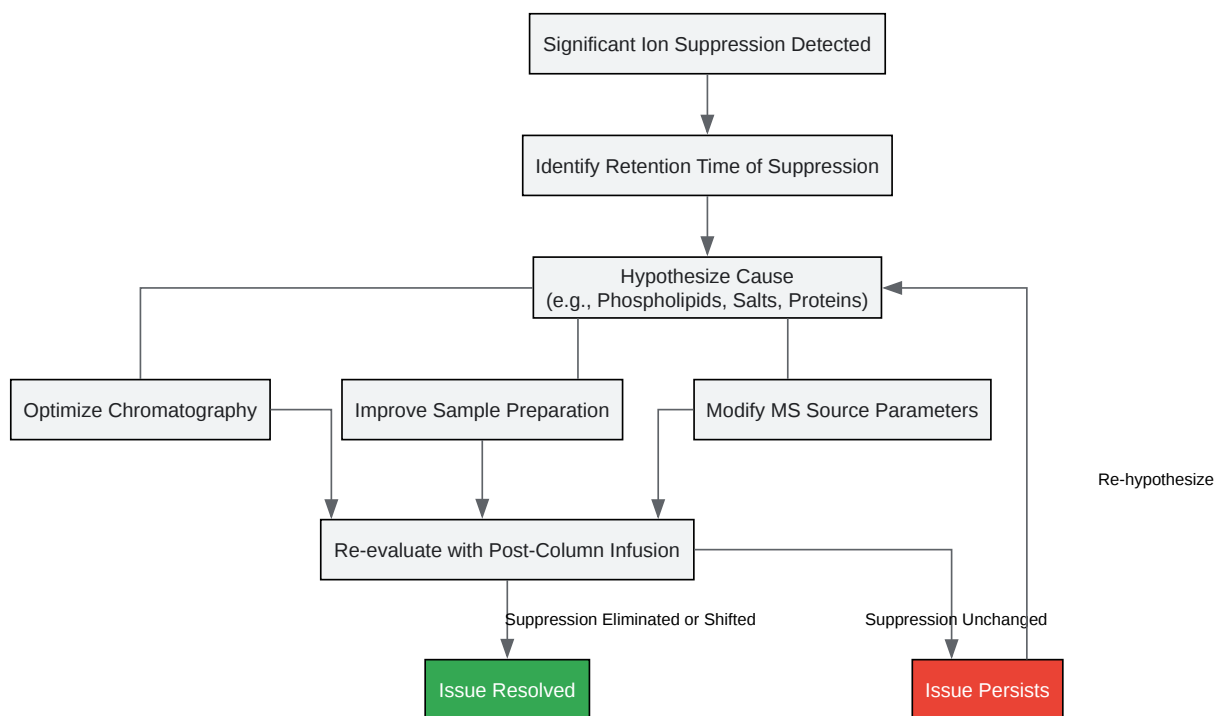 Significant Ion Suppression Detected
Identify Retention Time of Suppression
Hypothesize Cause
(e.g., Phospholipids, Salts, Proteins)
Optimize Chromatography
Improve Sample Preparation
Modify MS Source Parameters
Re-hypothesize
Re-evaluate with Post-Column Infusion
Suppression Eliminated or Shifted
Suppression Unchanged
Issue Resolved
Issue Persists